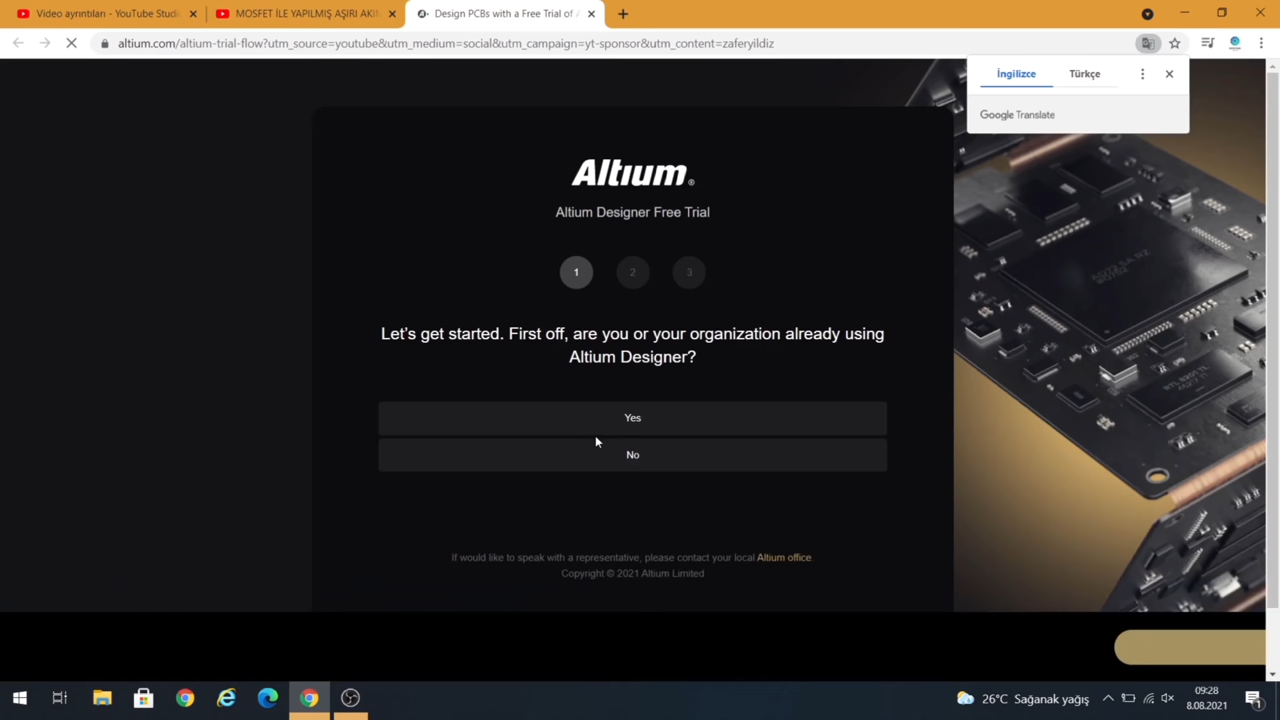 Video ayrıntıları - YouTube Studi
MOSFET İLE YAPILMIŞ AŞIRI AKI
Design PCBs with a Free Trial of A
altium.com/altium-trial-flow?utm_source=youtube&utm_medium=social&utm_campaign=yt-sponsor&utm_content=zaferyildiz
İngilizce
Türkçe
Google Translate
Altium®
Altium Designer Free Trial
1
2
3
Let's get started. First off, are you or your organization already using
Altium Designer?
Yes
No
If would like to speak with a representative, please contact your local Altium office
Copyright © 2021 Altium Limited
26°C Sağanak yağış
09:28
8.08.2021
1